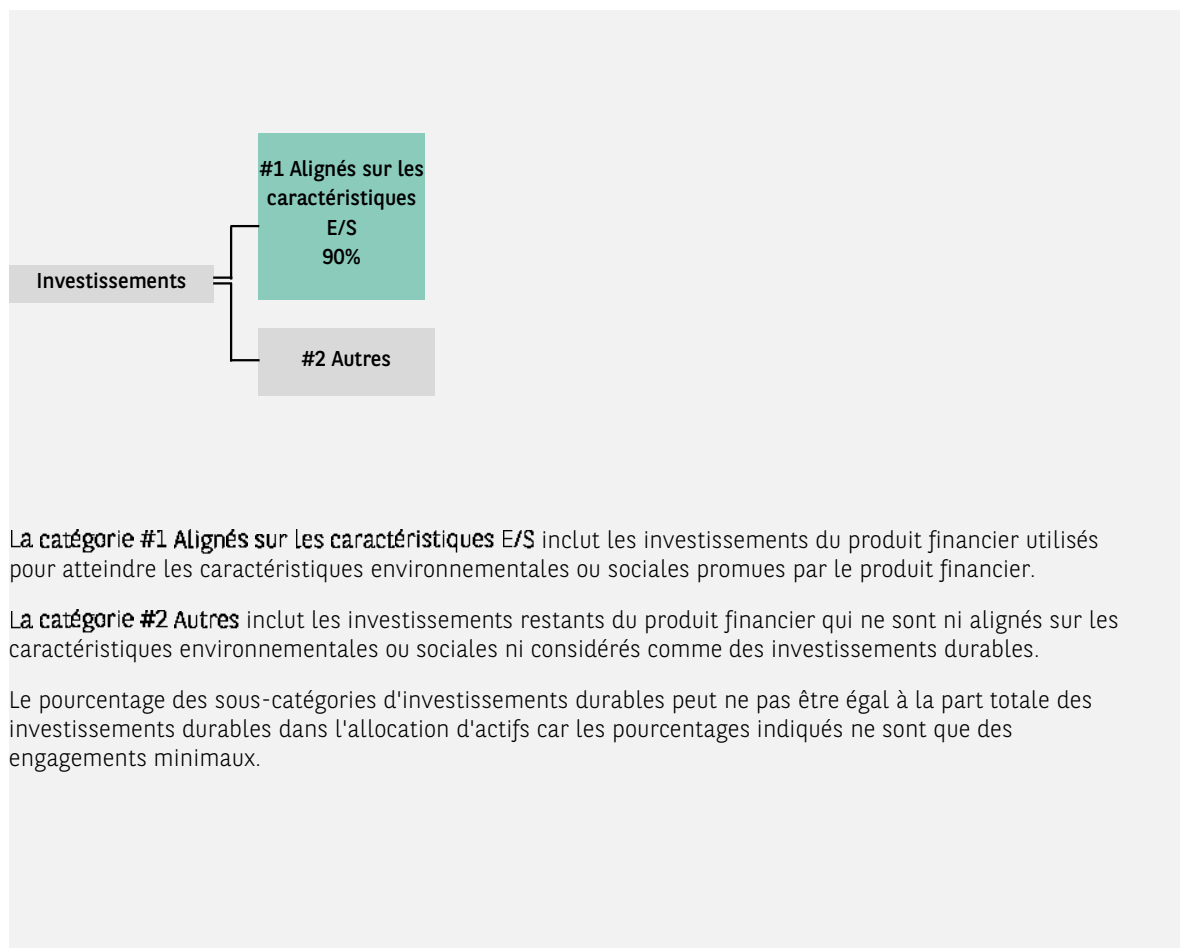 #1 Alignés sur les
caractéristiques
E/S
90%
Investissements
#2 Autres
La catégorie #1 Alignés sur les caractéristiques E/S inclut les investissements du produit financier utilisés
pour atteindre les caractéristiques environnementales ou sociales promues par le produit financier.
La catégorie #2 Autres inclut les investissements restants du produit financier qui ne sont ni alignés sur les
caractéristiques environnementales ou sociales ni considérés comme des investissements durables.
Le pourcentage des sous-catégories d'investissements durables peut ne pas être égal à la part totale des
investissements durables dans l'allocation d'actifs car les pourcentages indiqués ne sont que des
engagements minimaux.